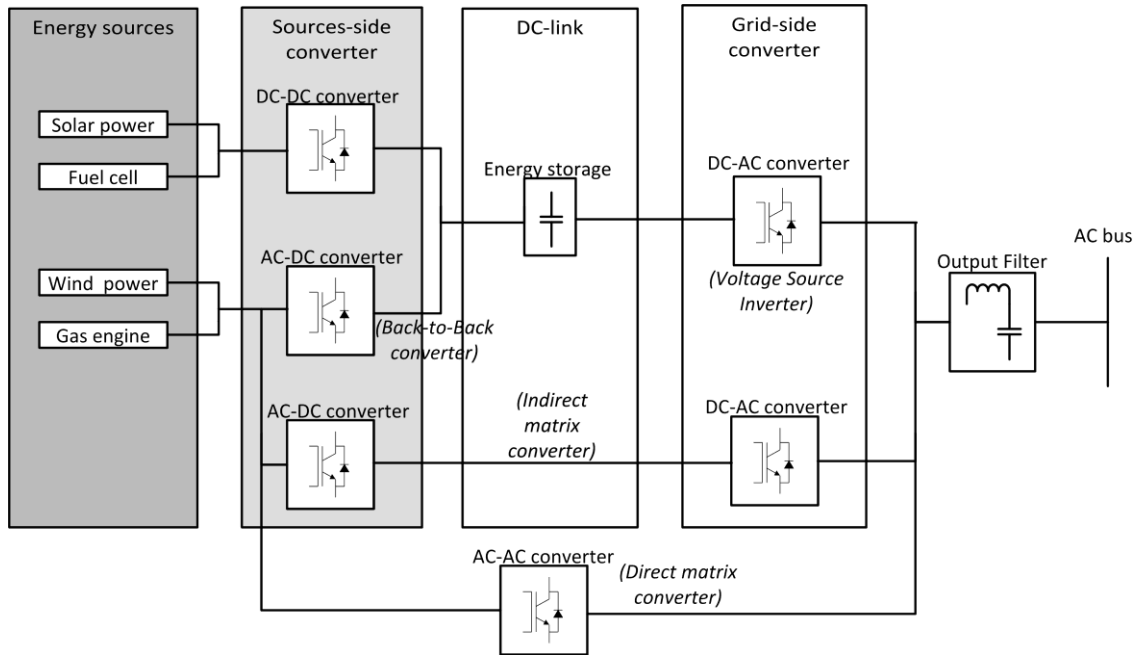 Energy sources
Sources-side
converter
DC-link
Grid-side
converter
DC-DC converter
Solar power
Fuel cell
Energy storage
DC-AC converter
(Voltage Source
Inverter)
AC-DC converter
Wind  power
Gas engine
(Back-to-Back
converter)
AC bus
Output Filter
AC-DC converter
(Indirect
matrix
converter)
DC-AC converter
AC-AC converter
(Direct matrix
converter)